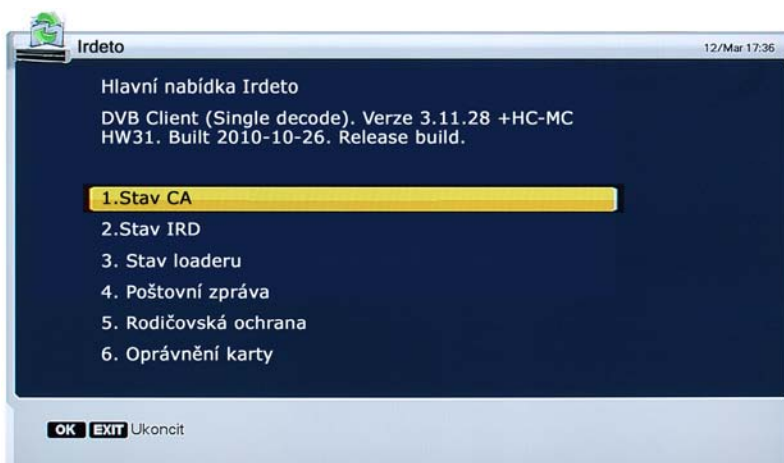 Irdeto
12/Mar 17:36
Hlavní nabídka Irdeto
DVB Client (Single decode). Verze 3.11.28 +HC-MC
HW31. Built 2010-10-26. Release build.
1.Stav CA
2.Stav IRD
3. Stav loaderu
4. Poštovní zpráva
5. Rodičovská ochrana
6. Oprávnění karty
OK EXIT Ukoncit